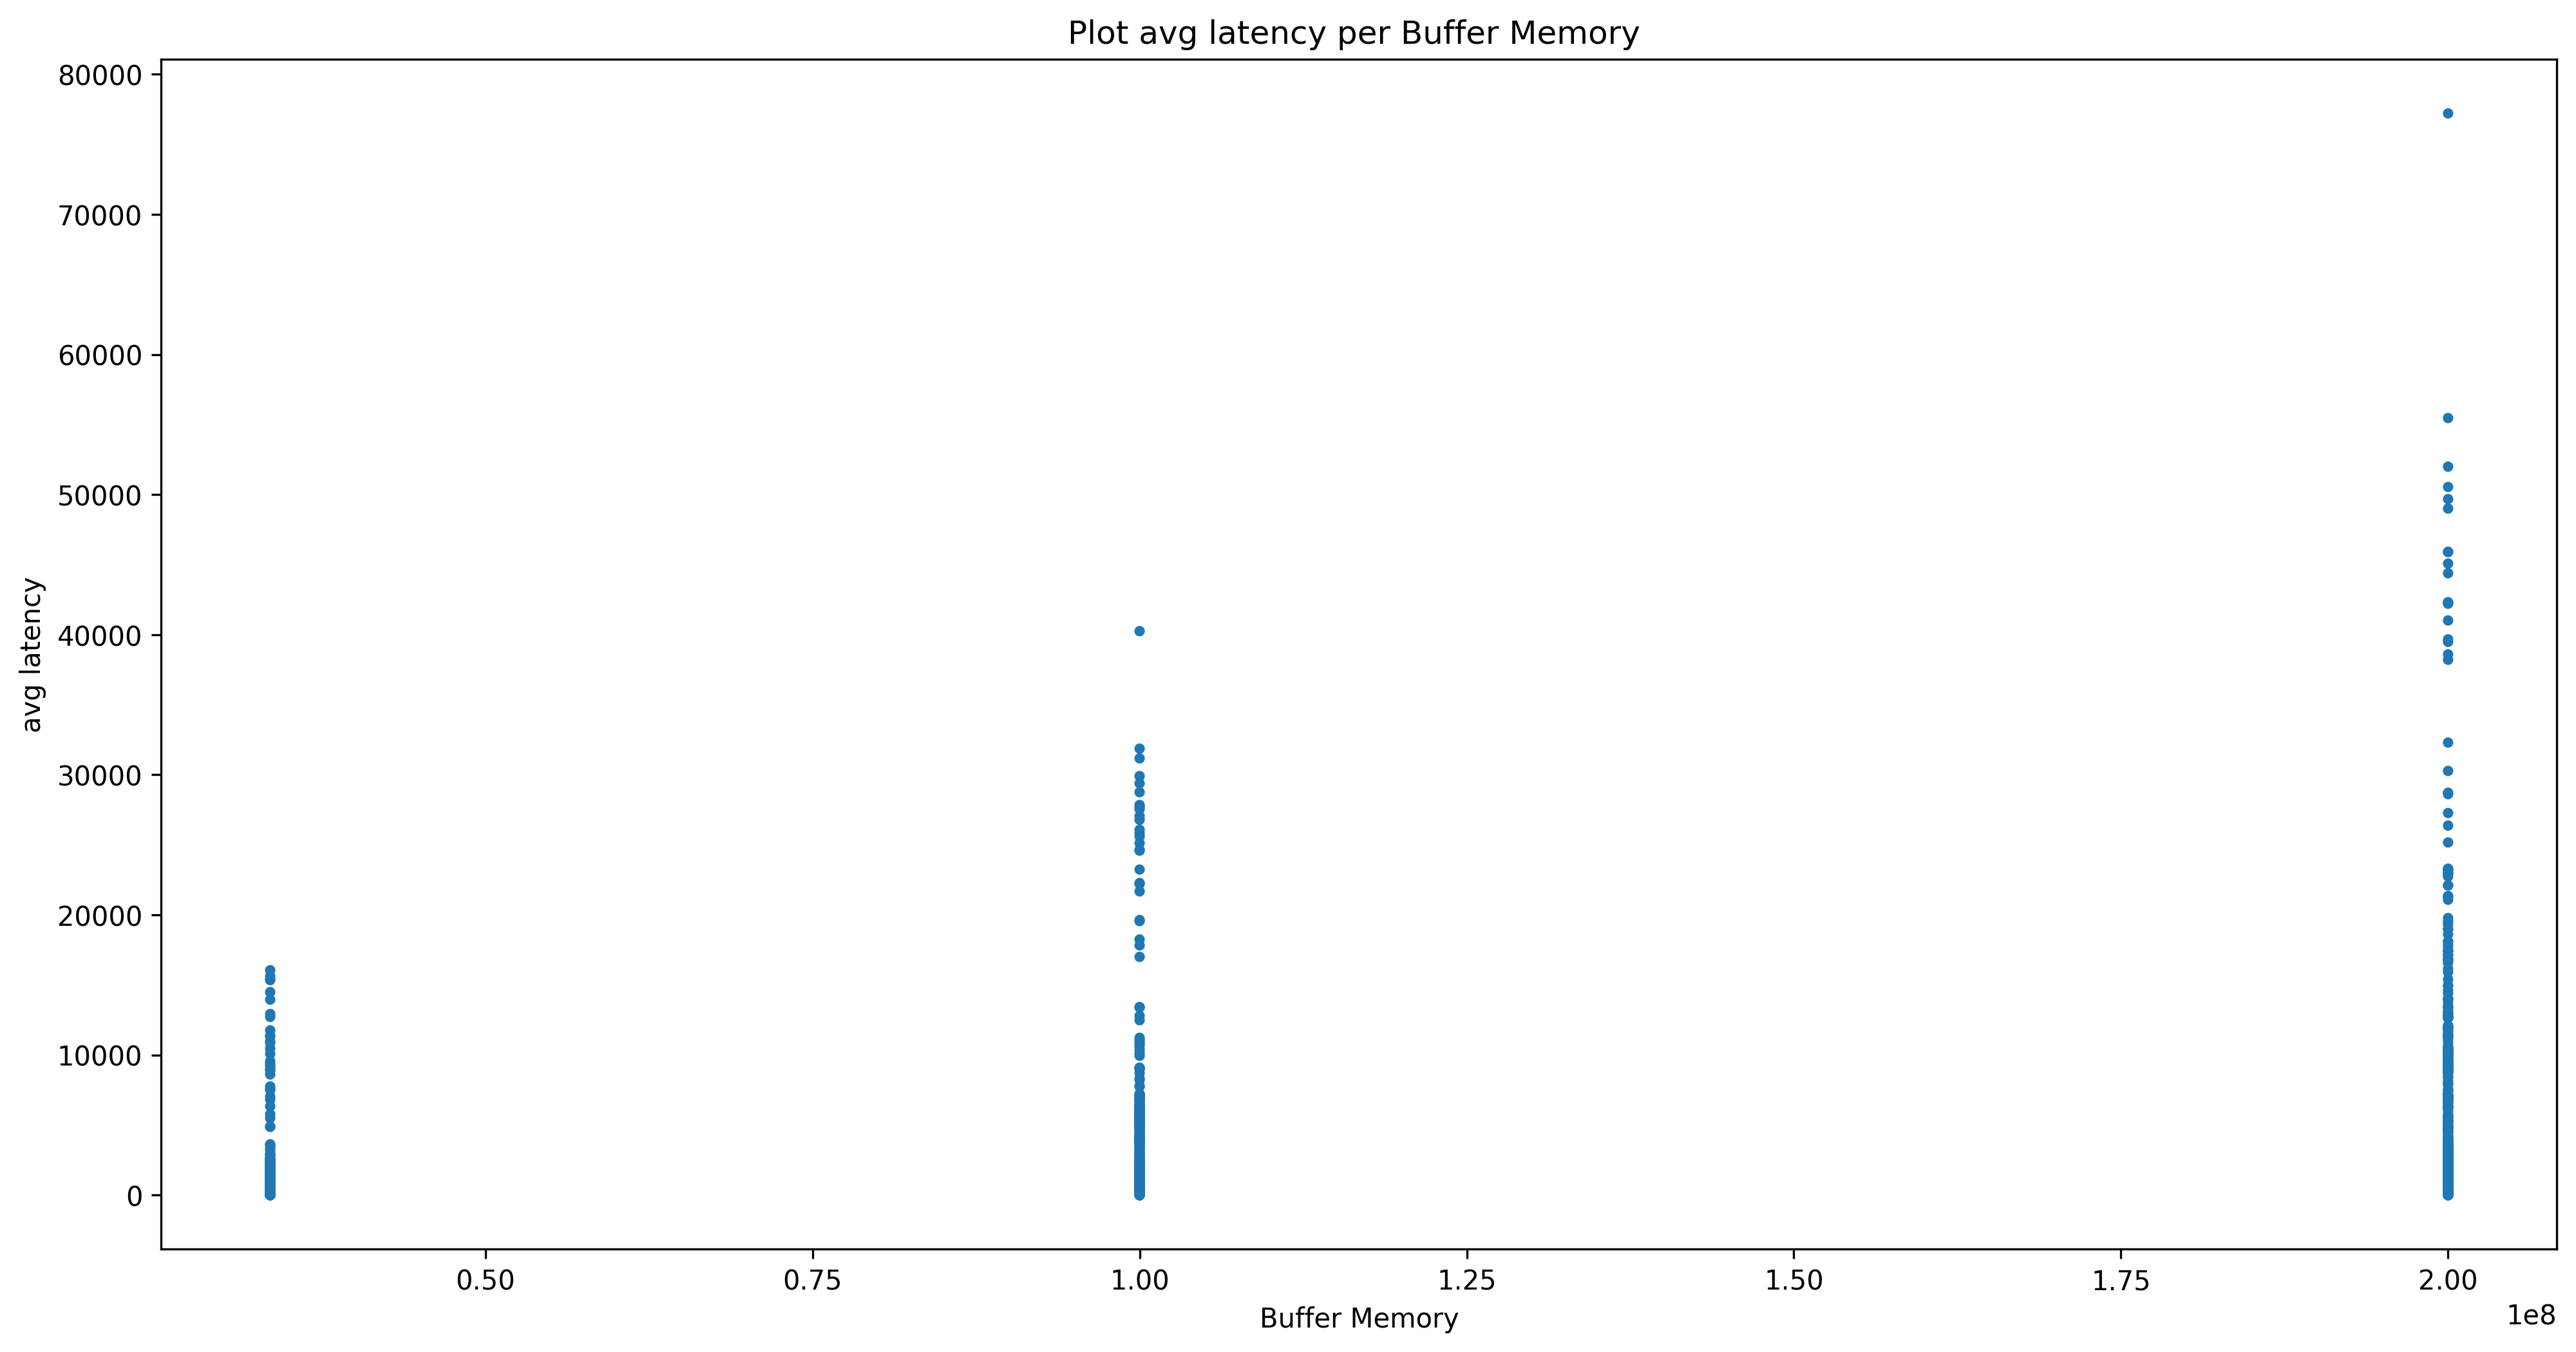 Plot avg latency per Buffer Memory
80000
70000
60000
50000
40000
30000
20000
10000
0
avg latency
0.50 0.75 1.00 1.25 1.50 1.75 2.00
1e8
Buffer Memory